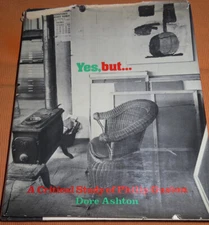 Yes, but...
A Critical Study of Philip Guston
Dore Ashton